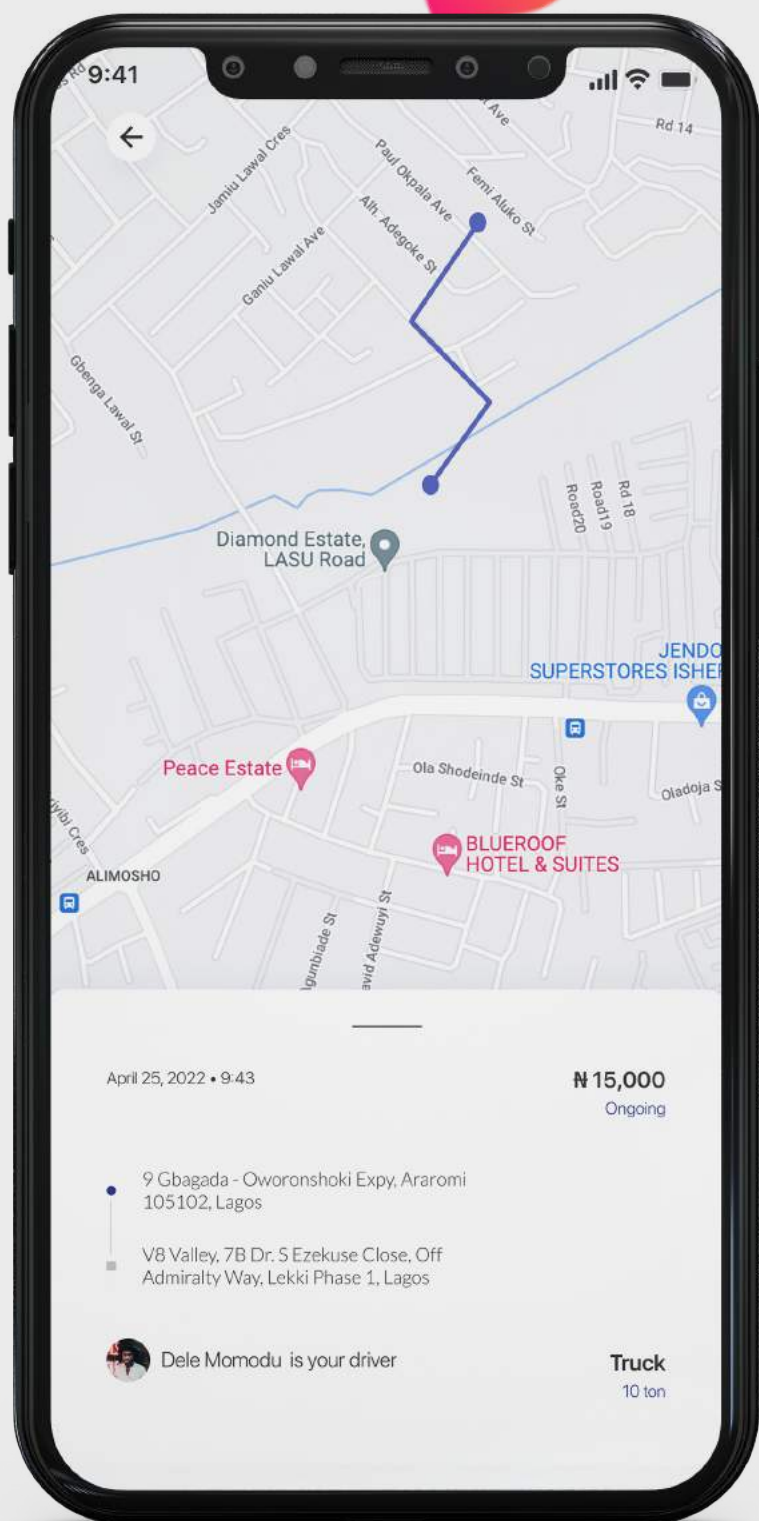 9:41
Rd 14
Jamiu Lawal Cres
Paul Okpala Ave
Femi Aluko St
Alh. Adegoke St
Ganiu Lawal Ave
Gbenga Lawal St
Rd 18
Road19
Road20
Diamond Estate,
LASU Road
JENDO
SUPERSTORES ISHE
Peace Estate
Ola Shodeinde St
Oke St
Oladoja S
BLUEROOF
HOTEL & SUITES
Cres
ALIMOSHO
gunbiade St
avid Adewuyi St
April 25, 2022 • 9:43
₦ 15,000
Ongoing
9 Gbagada - Oworonshoki Expy, Araromi
105102, Lagos
V8 Valley, 7B Dr. S Ezekuse Close, Off
Admiralty Way, Lekki Phase 1, Lagos
Dele Momodu is your driver
Truck
10 ton